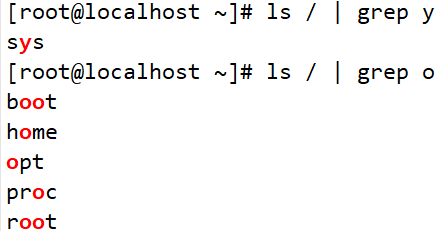 [root@localhost ~]# ls / | grep y
sys
[root@localhost ~]# ls / | grep o
boot
home
opt
proc
root